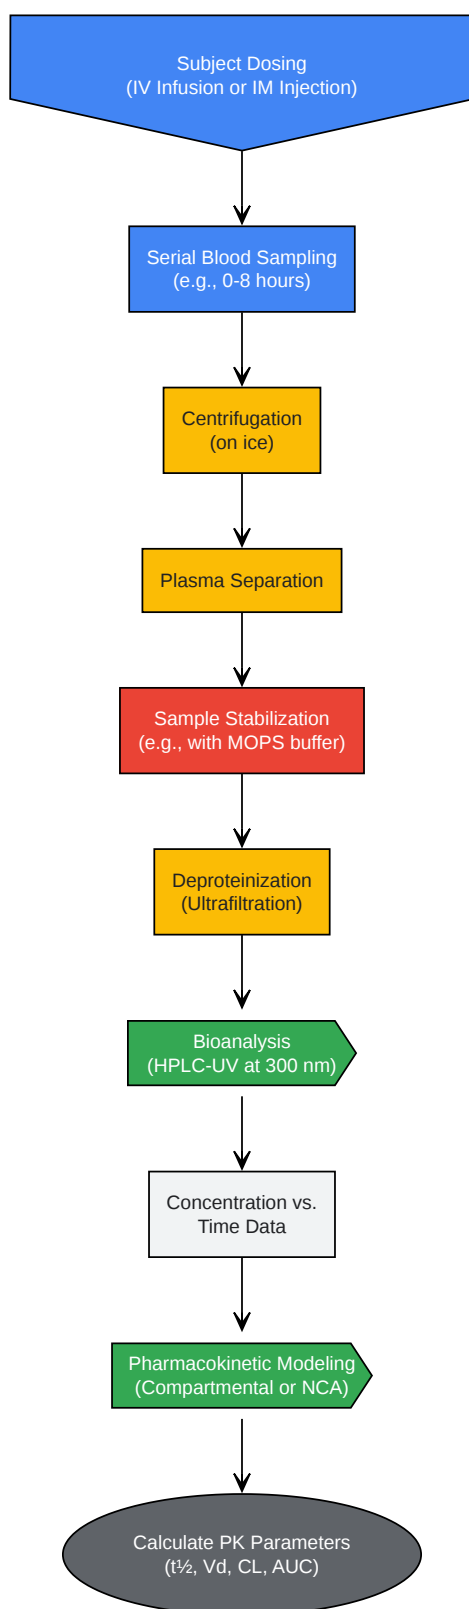 Subject Dosing
(IV Infusion or IM Injection)
Serial Blood Sampling
(e.g., 0-8 hours)
Centrifugation
(on ice)
Plasma Separation
Sample Stabilization
(e.g., with MOPS buffer)
Deproteinization
(Ultrafiltration)
Bioanalysis
(HPLC-UV at 300 nm)
Concentration vs.
Time Data
Pharmacokinetic Modeling
(Compartmental or NCA)
Calculate PK Parameters
(t½, Vd, CL, AUC)